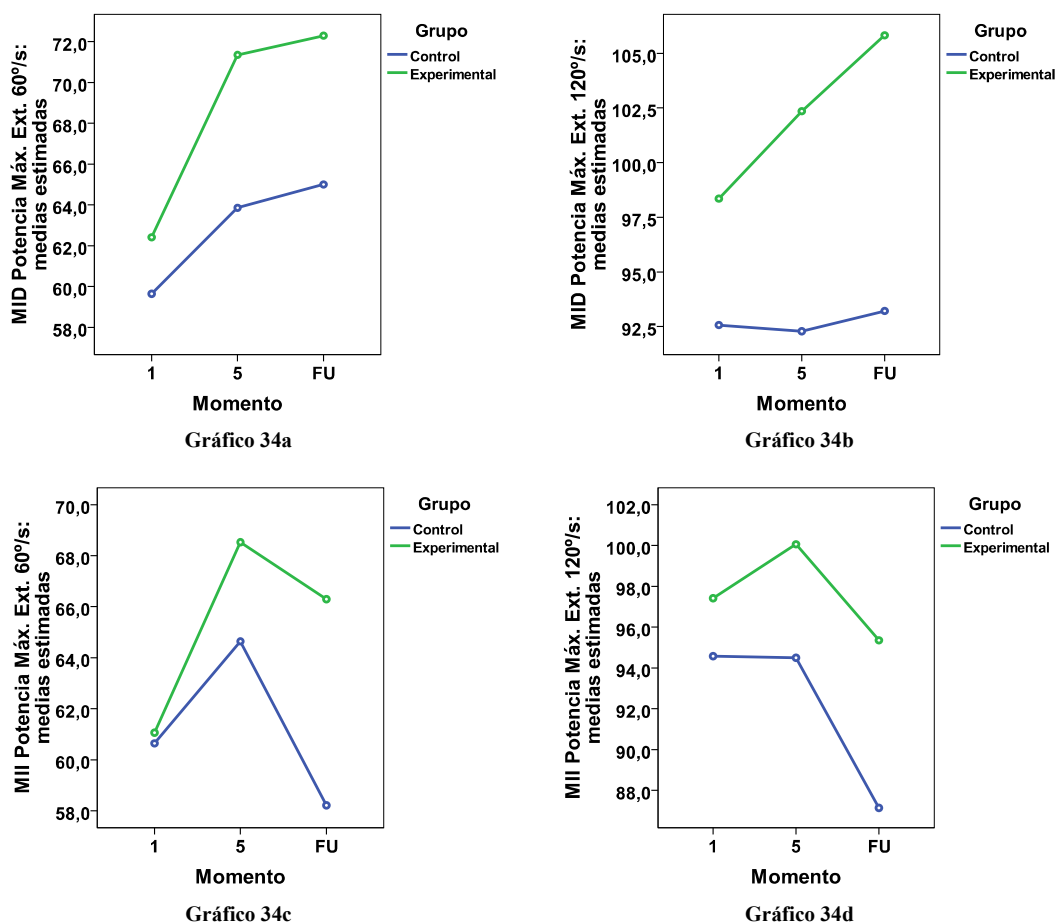 MID Potencia Máx. Ext. 60º/s:
medias estimadas
72,0
70,0
68,0
66,0
64,0
62,0
60,0
58,0
1
5
FU
Momento
Grupo
Control
Experimental
Gráfico 34a
MID Potencia Máx. Ext. 120º/s:
medias estimadas
105,0
102,5
100,0
97,5
95,0
92,5
1
5
FU
Momento
Grupo
Control
Experimental
Gráfico 34b
MII Potencia Máx. Ext. 60º/s:
medias estimadas
70,0
68,0
66,0
64,0
62,0
60,0
58,0
1
5
FU
Momento
Grupo
Control
Experimental
Gráfico 34c
MII Potencia Máx. Ext. 120º/s:
medias estimadas
102,0
100,0
98,0
96,0
94,0
92,0
90,0
88,0
1
5
FU
Momento
Grupo
Control
Experimental
Gráfico 34d